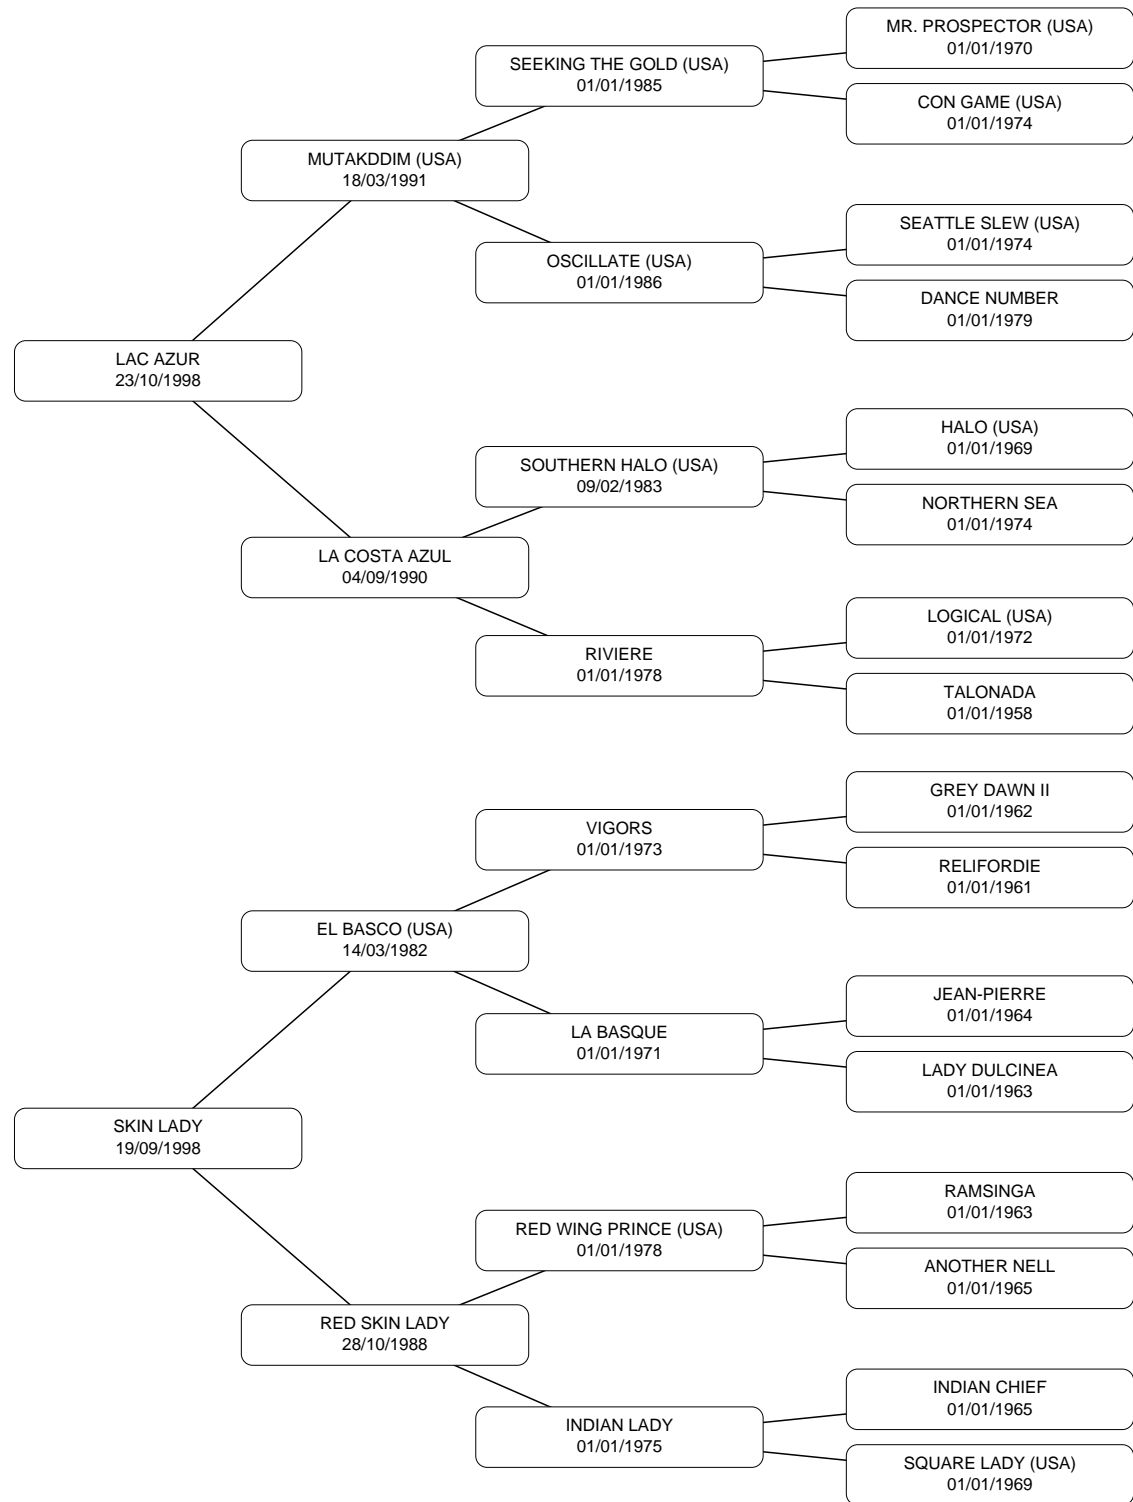 MR. PROSPECTOR (USA)
01/01/1970
SEEKING THE GOLD (USA)
01/01/1985
CON GAME (USA)
01/01/1974
MUTAKDDIM (USA)
18/03/1991
SEATTLE SLEW (USA)
01/01/1974
OSCILLATE (USA)
01/01/1986
DANCE NUMBER
01/01/1979
LAC AZUR
23/10/1998
HALO (USA)
01/01/1969
SOUTHERN HALO (USA)
09/02/1983
NORTHERN SEA
01/01/1974
LA COSTA AZUL
04/09/1990
LOGICAL (USA)
01/01/1972
RIVIERE
01/01/1978
TALONADA
01/01/1958
GREY DAWN II
01/01/1962
VIGORS
01/01/1973
RELIFORDIE
01/01/1961
EL BASCO (USA)
14/03/1982
JEAN-PIERRE
01/01/1964
LA BASQUE
01/01/1971
LADY DULCINEA
01/01/1963
SKIN LADY
19/09/1998
RAMSINGA
01/01/1963
RED WING PRINCE (USA)
01/01/1978
ANOTHER NELL
01/01/1965
RED SKIN LADY
28/10/1988
INDIAN CHIEF
01/01/1965
INDIAN LADY
01/01/1975
SQUARE LADY (USA)
01/01/1969